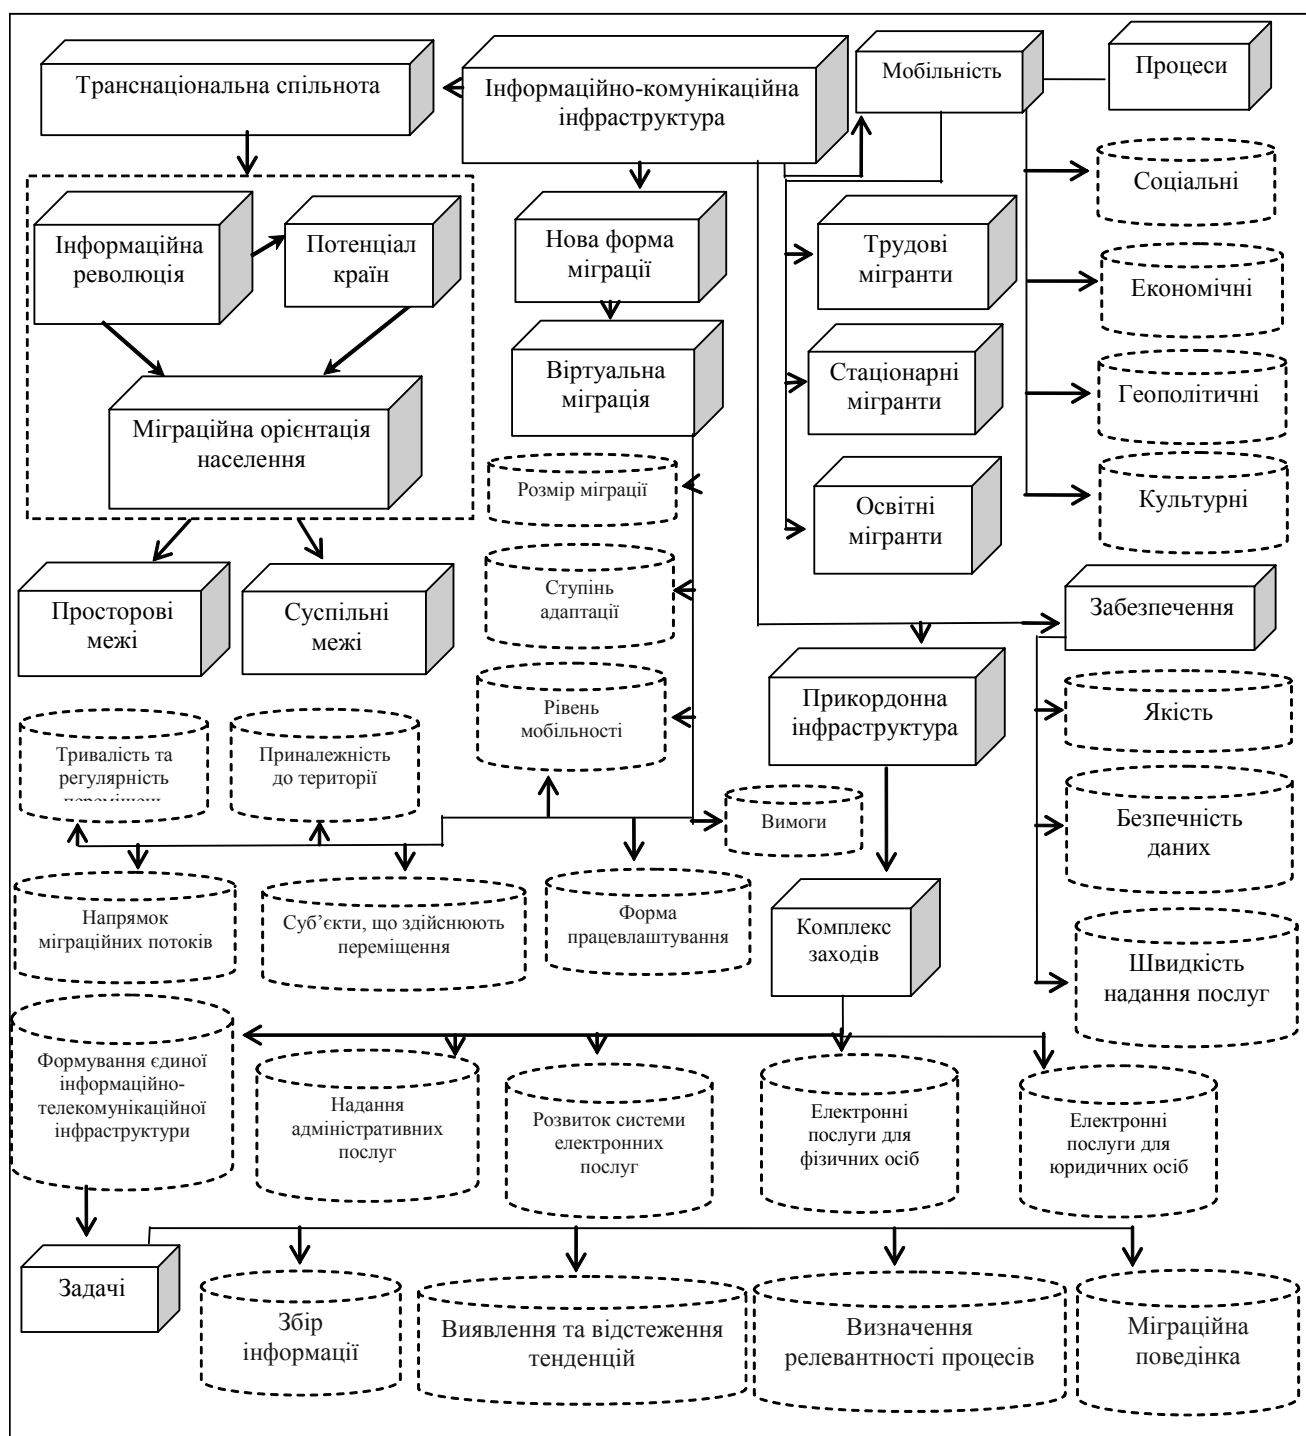 Транснаціональна спільнота
Інформаційно-комунікаційна
інфраструктура
Мобільність
Процеси
Інформаційна
революція
Потенціал
країн
Міграційна орієнтація
населення
Нова форма
міграції
Віртуальна
міграція
Трудові
мігранти
Стаціонарні
мігранти
Освітні
мігранти
Соціальні
Економічні
Геополітичні
Культурні
Розмір міграції
Ступінь
адаптації
Рівень
мобільності
Просторові
межі
Суспільні
межі
Забезпечення
Прикордонна
інфраструктура
Якість
Безпечність
даних
Швидкість
надання послуг
Тривалість та
регулярність
переміщень
Приналежність
до території
Вимоги
Напрямок
міграційних потоків
Суб’єкти, що здійснюють
переміщення
Форма
працевлаштування
Комплекс
заходів
Формування єдиної
інформаційно-
телекомунікаційної
інфраструктури
Надання
адміністративних
послуг
Розвиток системи
електронних
послуг
Електронні
послуги для
фізичних осіб
Електронні
послуги для
юридичних осіб
Задачі
Збір
інформації
Виявлення та відстеження
тенденцій
Визначення
релевантності процесів
Міграційна
поведінка